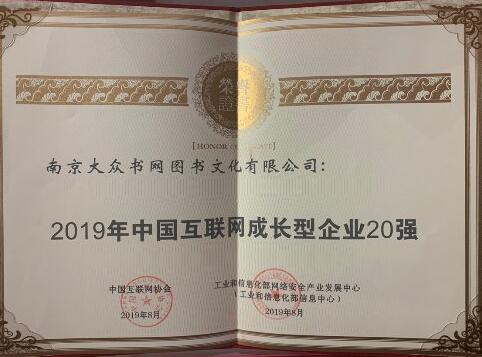 榮譽
證書
[HONOR CERTIFICATE]
南京大众书网图书文化有限公司：
2019年中国互联网成长型企业20强
中国互联网协会
2019年8月
工业和信息化部网络安全产业发展中心
（工业和信息化部信息中心）
2019年8月